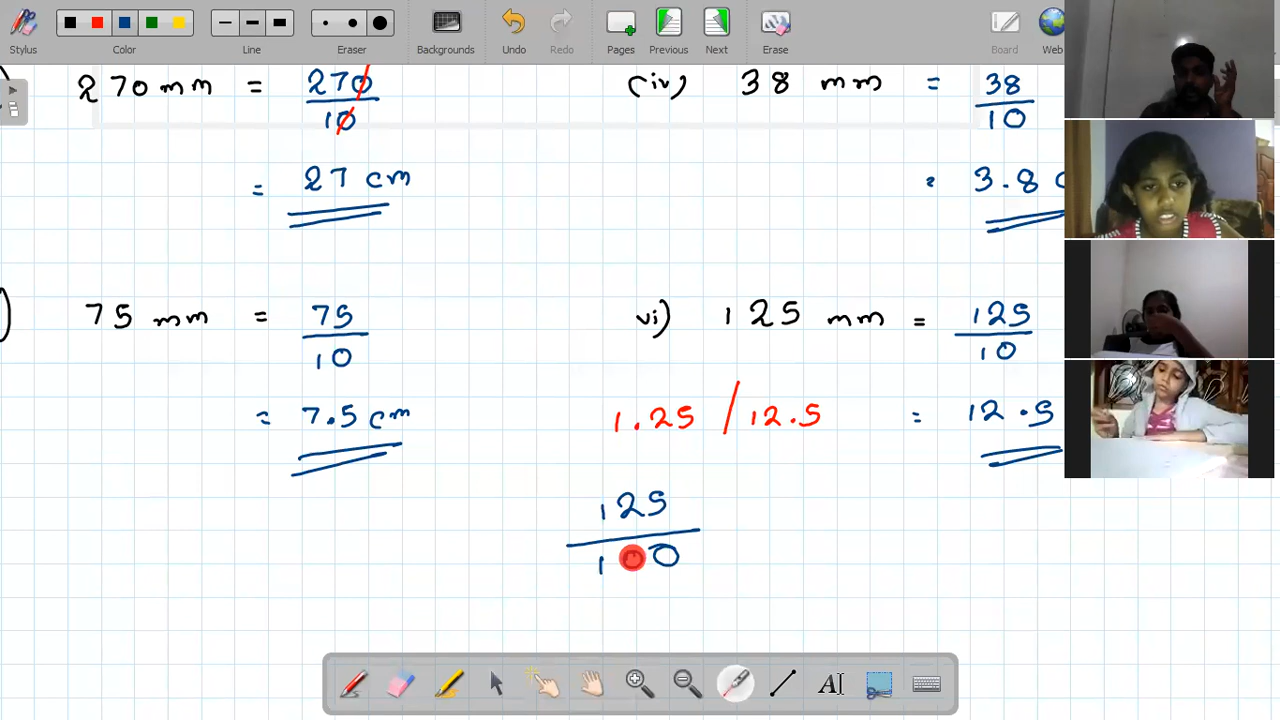 Stylus Color Line Eraser Backgrounds Undo Redo Pages Previous Next Erase Board Web
270 mm = 270/10
= 27 cm
(iv) 38 mm = 38/10
= 3.8 c
) 75 mm = 75/10
= 7.5 cm
vi) 125 mm = 125/10
1.25 / 12.5 = 12.5
125/100